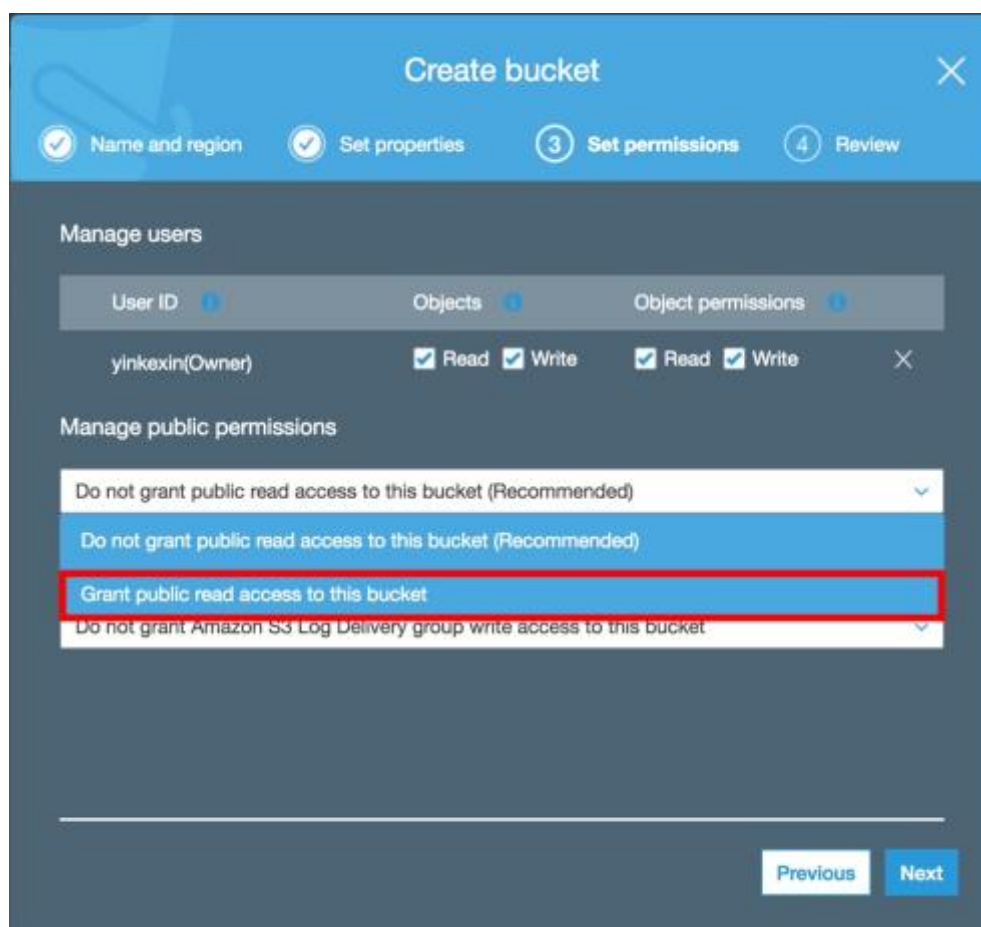 Create bucket
Name and region Set properties 3 Set permissions 4 Review
Manage users
User ID Objects Object permissions
yinkexin(Owner) Read Write Read Write
Manage public permissions
Do not grant public read access to this bucket (Recommended)
Do not grant public read access to this bucket (Recommended)
Grant public read access to this bucket
Do not grant Amazon S3 Log Delivery group write access to this bucket
Previous Next